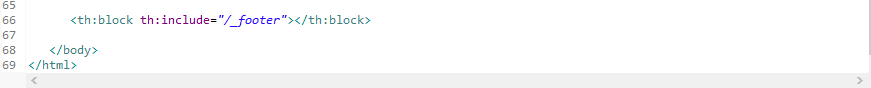 65
66 <th:block th:include="/_footer"></th:block>
67
68 </body>
69 </html>